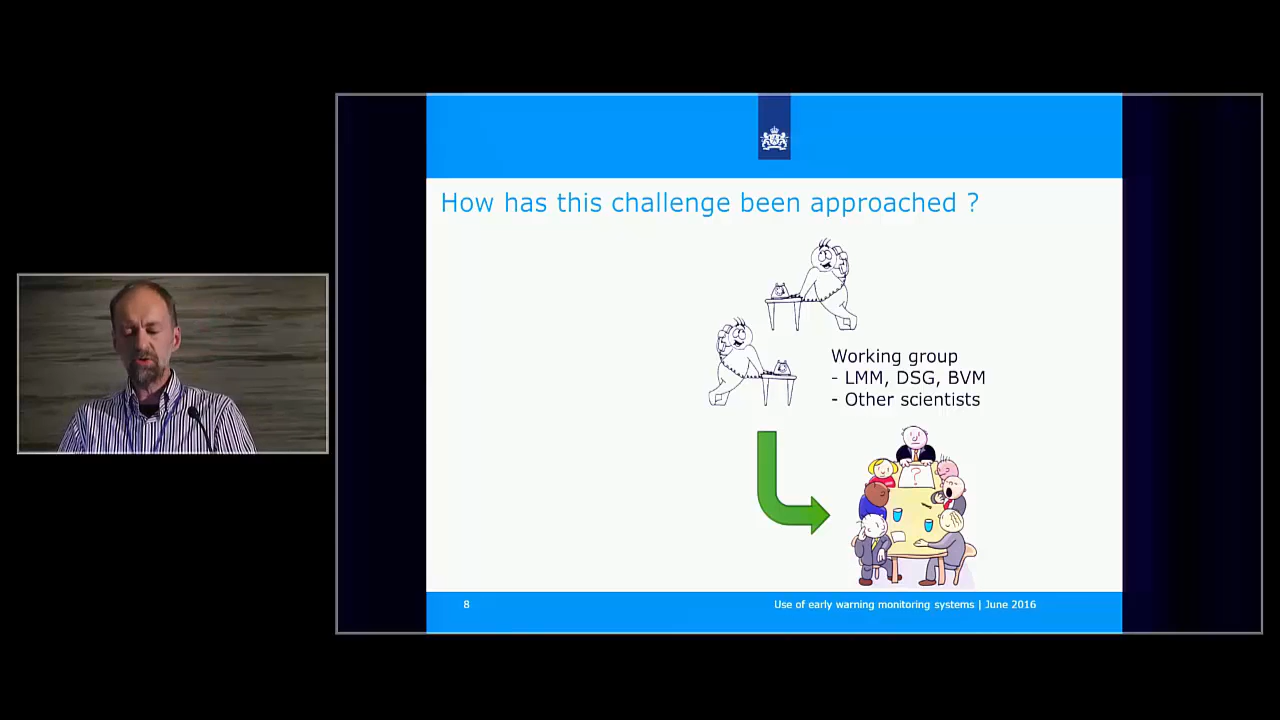 How has this challenge been approached ?
Working group
- LMM, DSG, BVM
- Other scientists
?
8
Use of early warning monitoring systems | June 2016